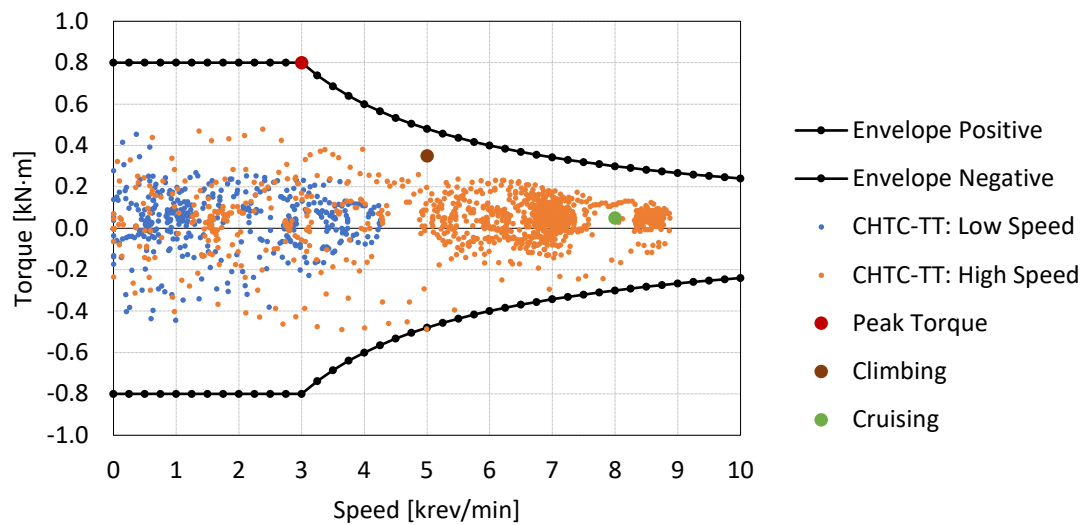 1.0
0.8
0.6
0.4
0.2
0.0
-0.2
-0.4
-0.6
-0.8
-1.0
Torque [kN·m]
0 1 2 3 4 5 6 7 8 9 10
Speed [krev/min]
Envelope Positive
Envelope Negative
CHTC-TT: Low Speed
CHTC-TT: High Speed
Peak Torque
Climbing
Cruising